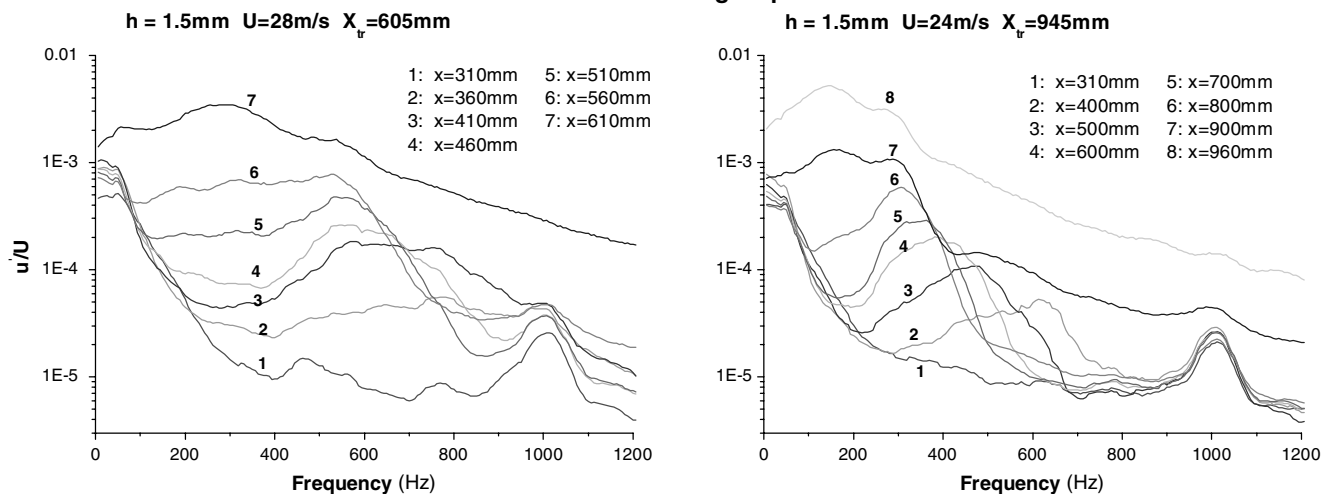 h = 1.5mm U=28m/s Xtr=605mm
0.01
1E-3
1E-4
1E-5
u'/U
1: x=310mm 5: x=510mm
2: x=360mm 6: x=560mm
3: x=410mm 7: x=610mm
4: x=460mm
7
6
5
4
3
2
1
0 200 400 600 800 1000 1200
Frequency (Hz)
h = 1.5mm U=24m/s Xtr=945mm
0.01
1E-3
1E-4
1E-5
1: x=310mm 5: x=700mm
2: x=400mm 6: x=800mm
3: x=500mm 7: x=900mm
4: x=600mm 8: x=960mm
8
7
6
5
4
3
2
1
0 200 400 600 800 1000 1200
Frequency (Hz)